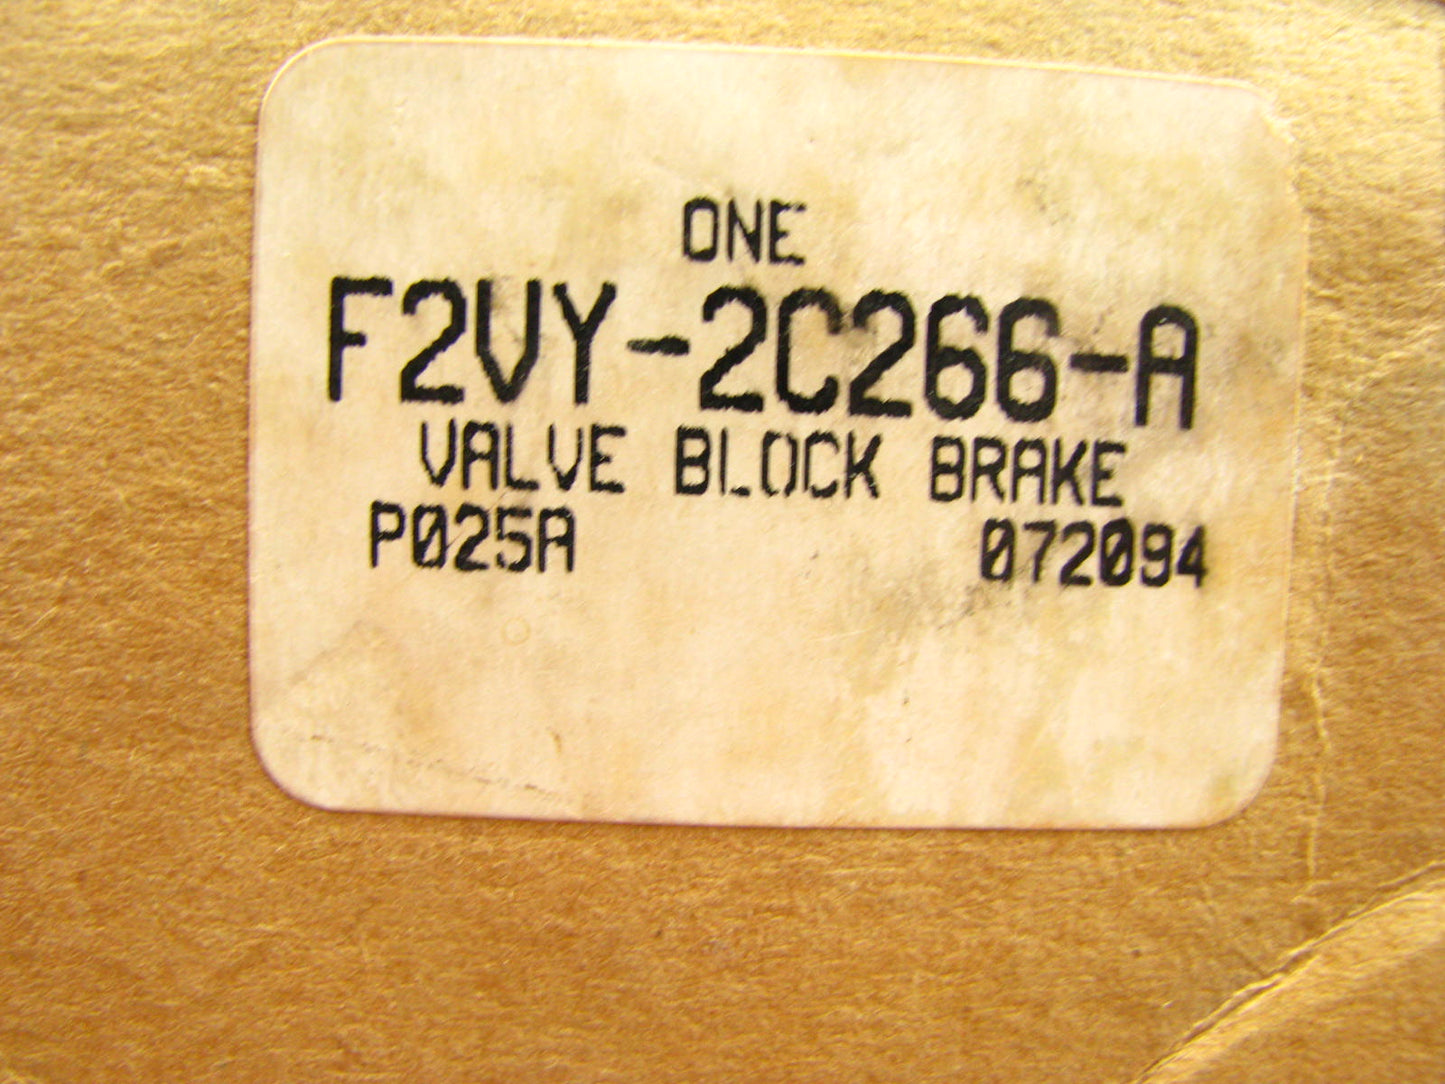 ONE
F2VY-2C266-A
VALVE BLOCK BRAKE
P025A 072094